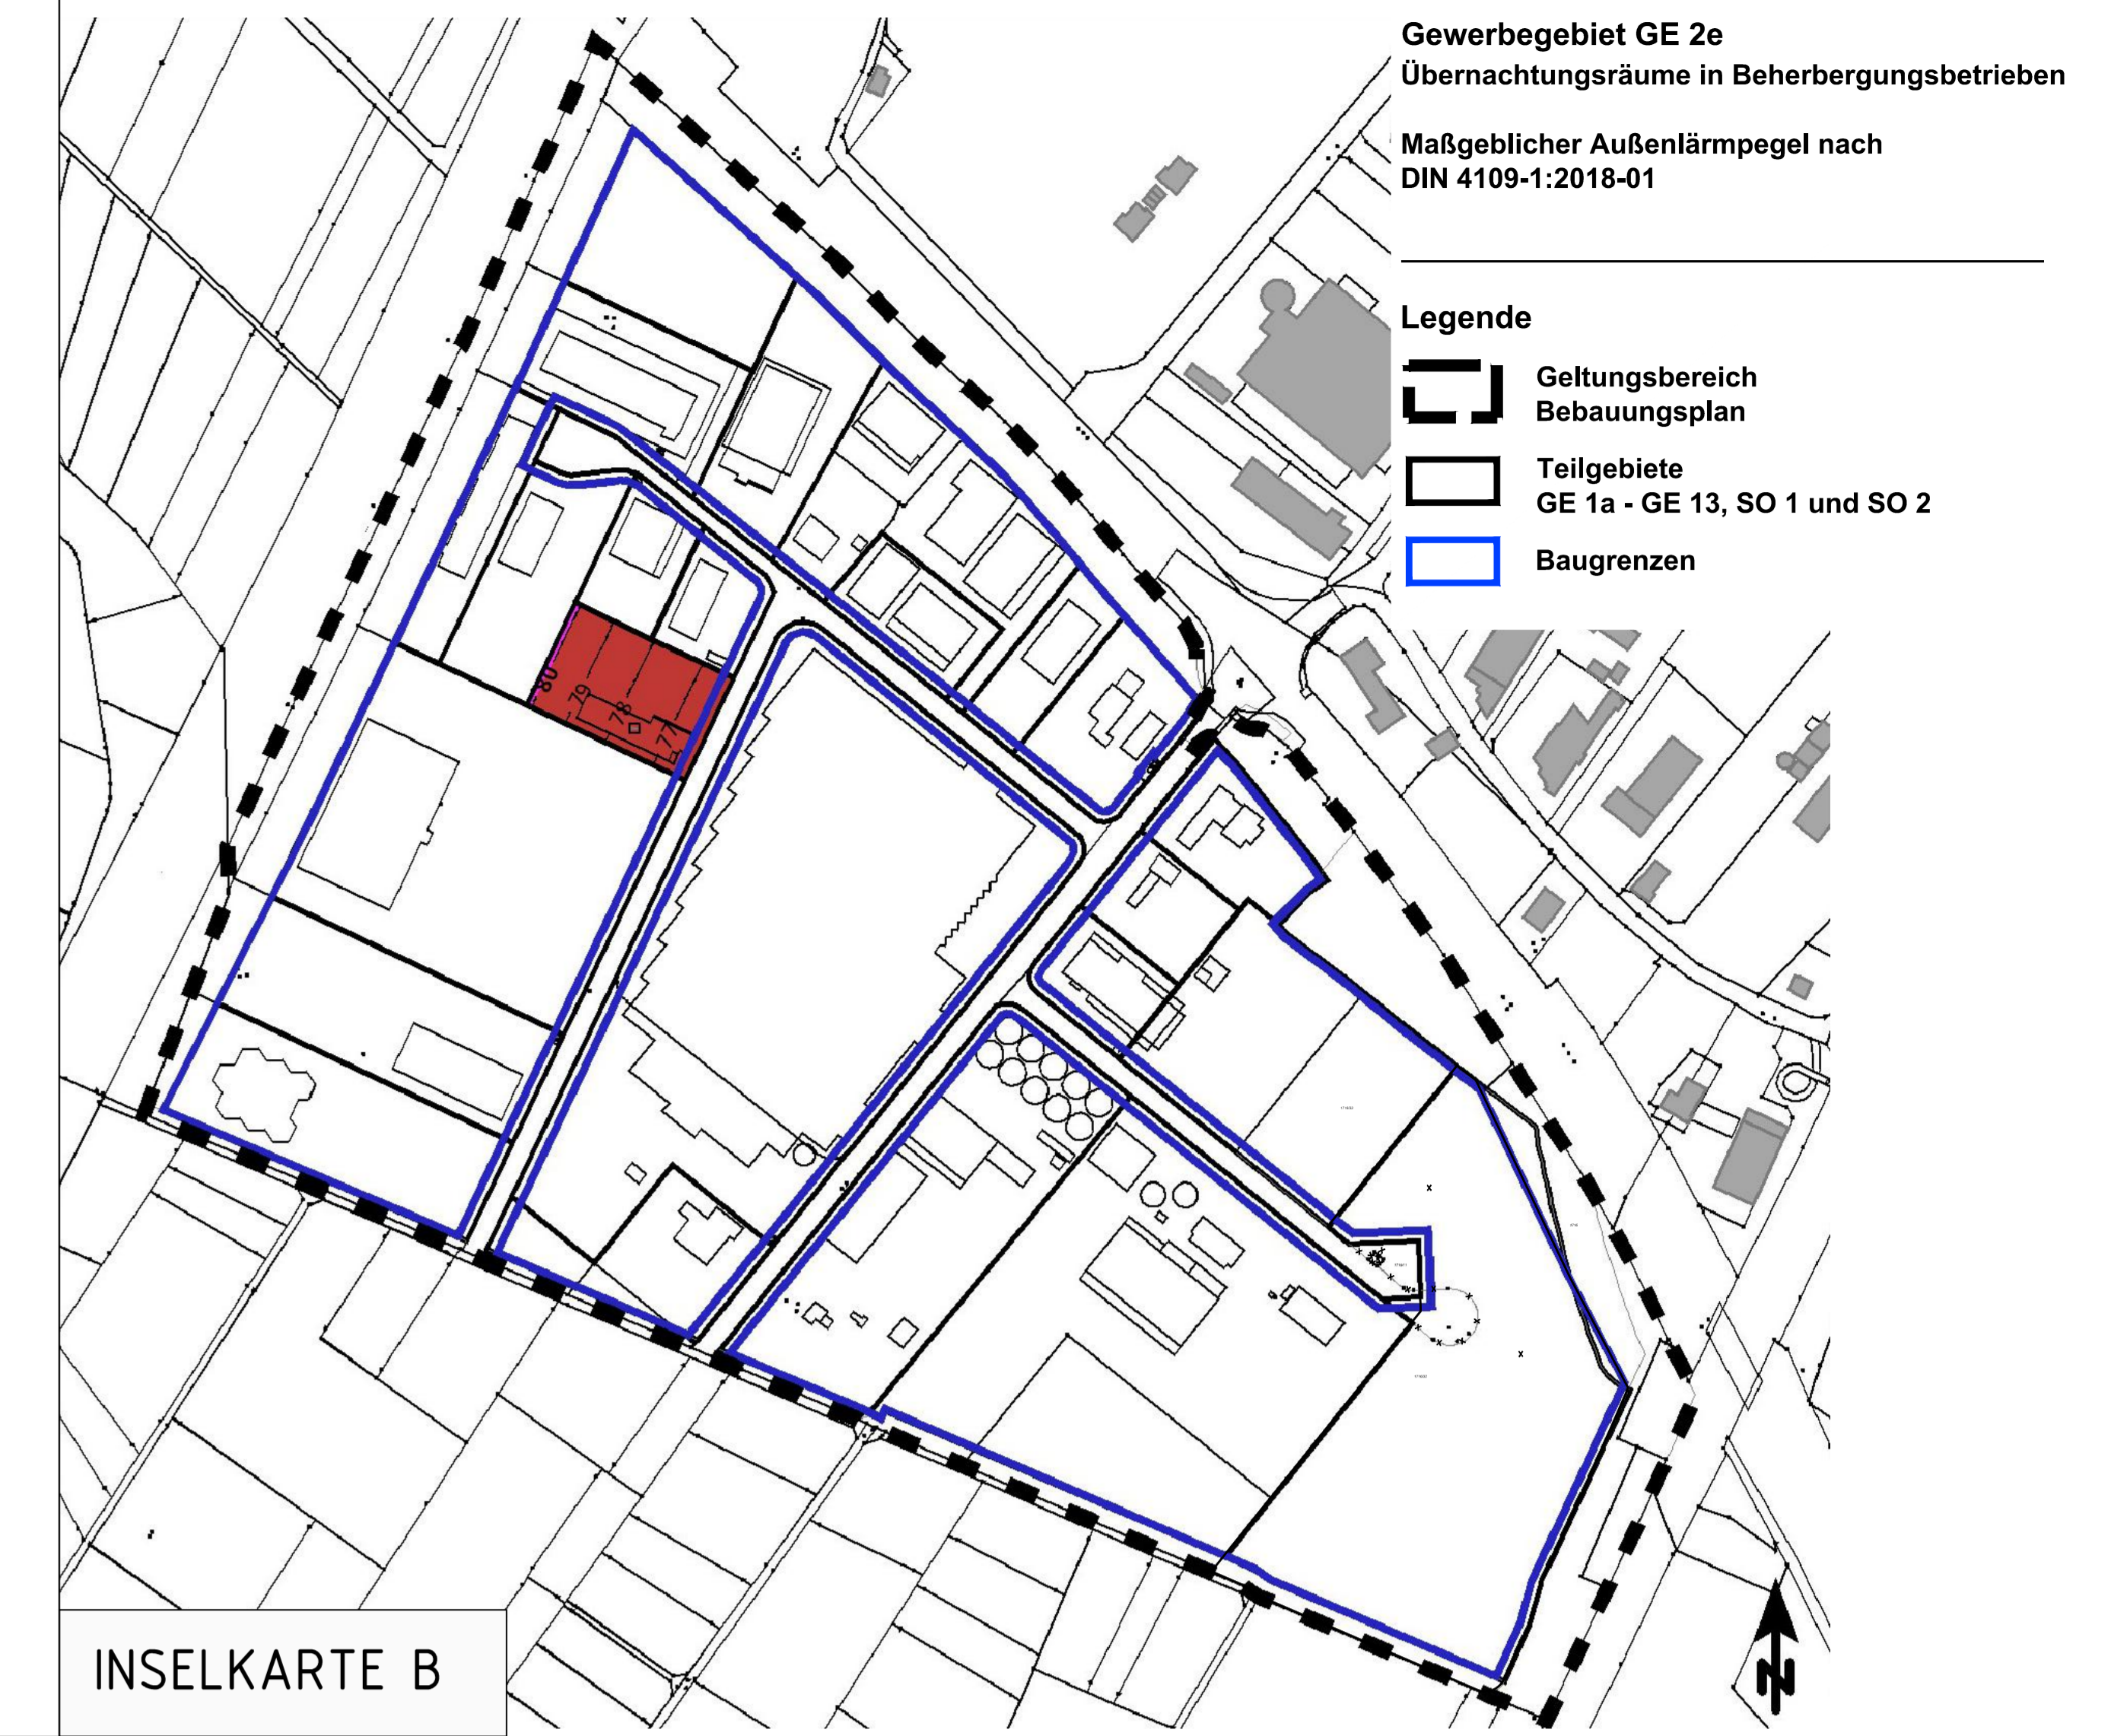 Gewerbegebiet GE 2e
Übernachtungsräume in Beherbergungsbetrieben
Maßgeblicher Außenlärmpegel nach
DIN 4109-1:2018-01
Legende
Geltungsbereich
Bebauungsplan
Teilgebiete
GE 1a - GE 13, SO 1 und SO 2
Baugrenzen
80
79
78
77
INSELKARTE B
N